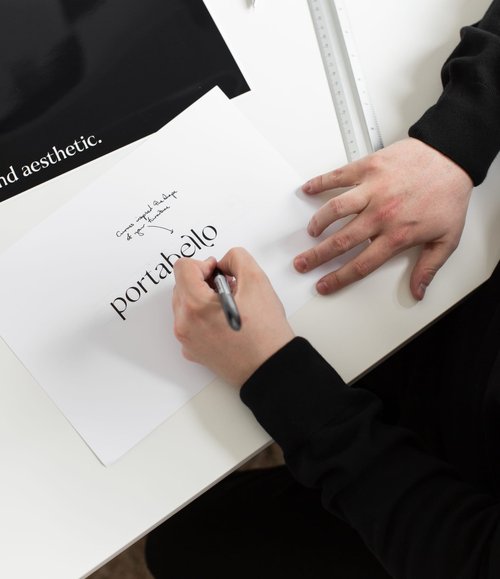 nd aesthetic.
Curves inspired the shape
of your furniture
portabello